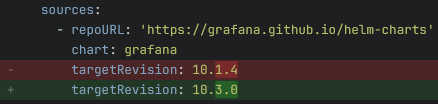 sources:
- repoURL: 'https://grafana.github.io/helm-charts'
chart: grafana
- targetRevision: 10.1.4
+ targetRevision: 10.3.0